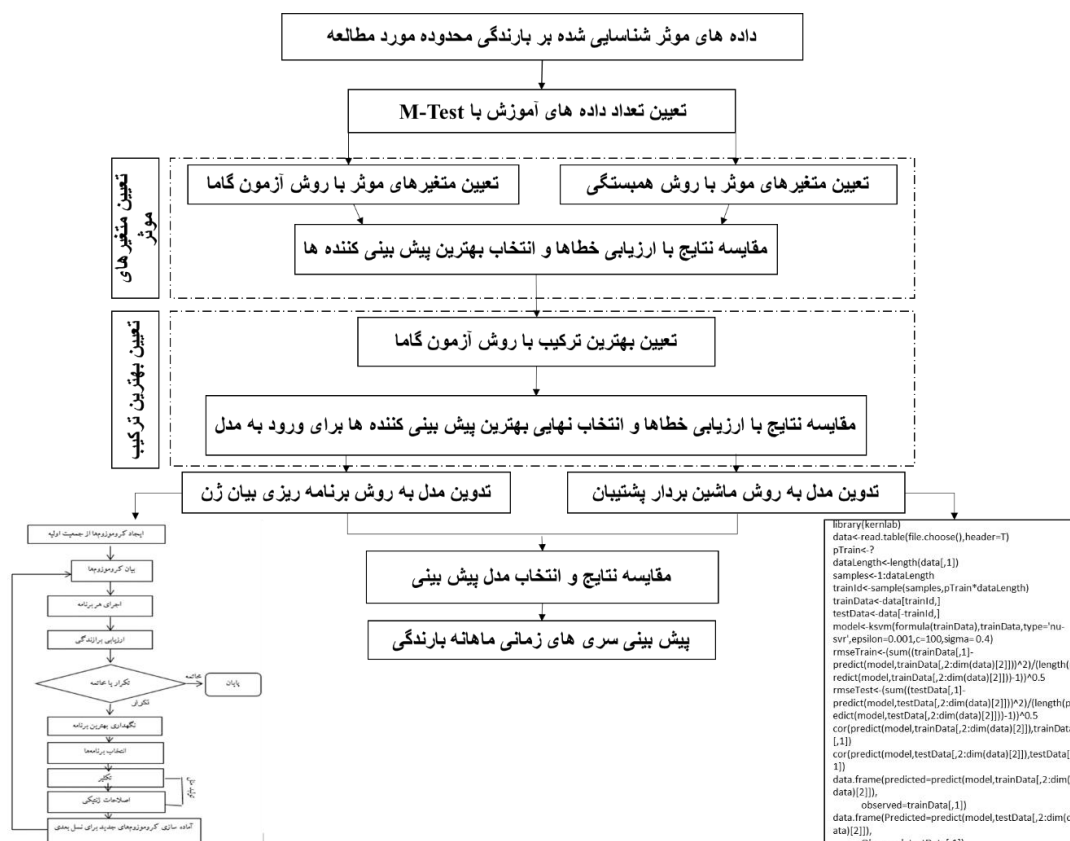 داده های موثر شناسایی شده بر بارندگی محدوده مورد مطالعه
تعیین تعداد داده های آموزش با M-Test
تعیین متغیرهای
موثر
تعیین متغیرهای موثر با روش همبستگی
تعیین متغیرهای موثر با روش آزمون گاما
مقایسه نتایج با ارزیابی خطاها و انتخاب بهترین پیش بینی کننده ها
تعیین بهترین ترکیب
تعیین بهترین ترکیب با روش آزمون گاما
مقایسه نتایج با ارزیابی خطاها و انتخاب نهایی بهترین پیش بینی کننده ها برای ورود به مدل
تدوین مدل به روش ماشین بردار پشتیبان
تدوین مدل به روش برنامه ریزی بیان ژن
مقایسه نتایج و انتخاب مدل پیش بینی
پیش بینی سری های زمانی ماهانه بارندگی
ایجاد کروموزوم‌ها از جمعیت اولیه
بیان کروموزوم‌ها
اجرای هر برنامه
ارزیابی برازندگی
تکرار یا خاتمه
خاتمه
پایان
تکرار
نگهداری بهترین برنامه
انتخاب برنامه‌ها
تکثیر
اصلاحات ژنتیکی
آماده سازی کروموزوم‌های جدید برای نسل بعدی
library(kernlab)
data<-read.table(file.choose(),header=T)
pTrain<-?
dataLength<-length(data[,1])
samples<-1:dataLength
trainId<-sample(samples,pTrain*dataLength)
trainData<-data[trainId,]
testData<-data[-trainId,]
model<-ksvm(formula(trainData),trainData,type='nu-
svr',epsilon=0.001,c=100,sigma= 0.4)
rmseTrain<-(sum((trainData[,1]-
predict(model,trainData[,2:dim(data)[2]]))^2)/(length(
redict(model,trainData[,2:dim(data)[2]]))-1))^0.5
rmseTest<-(sum((testData[,1]-
predict(model,testData[,2:dim(data)[2]]))^2)/(length(p
edict(model,testData[,2:dim(data)[2]]))-1))^0.5
cor(predict(model,trainData[,2:dim(data)[2]]),trainData
[,1])
cor(predict(model,testData[,2:dim(data)[2]]),testData[
1])
data.frame(predicted=predict(model,trainData[,2:dim(
data)[2]]),
observed=trainData[,1])
data.frame(Predicted=predict(model,testData[,2:dim(d
ata)[2]]),